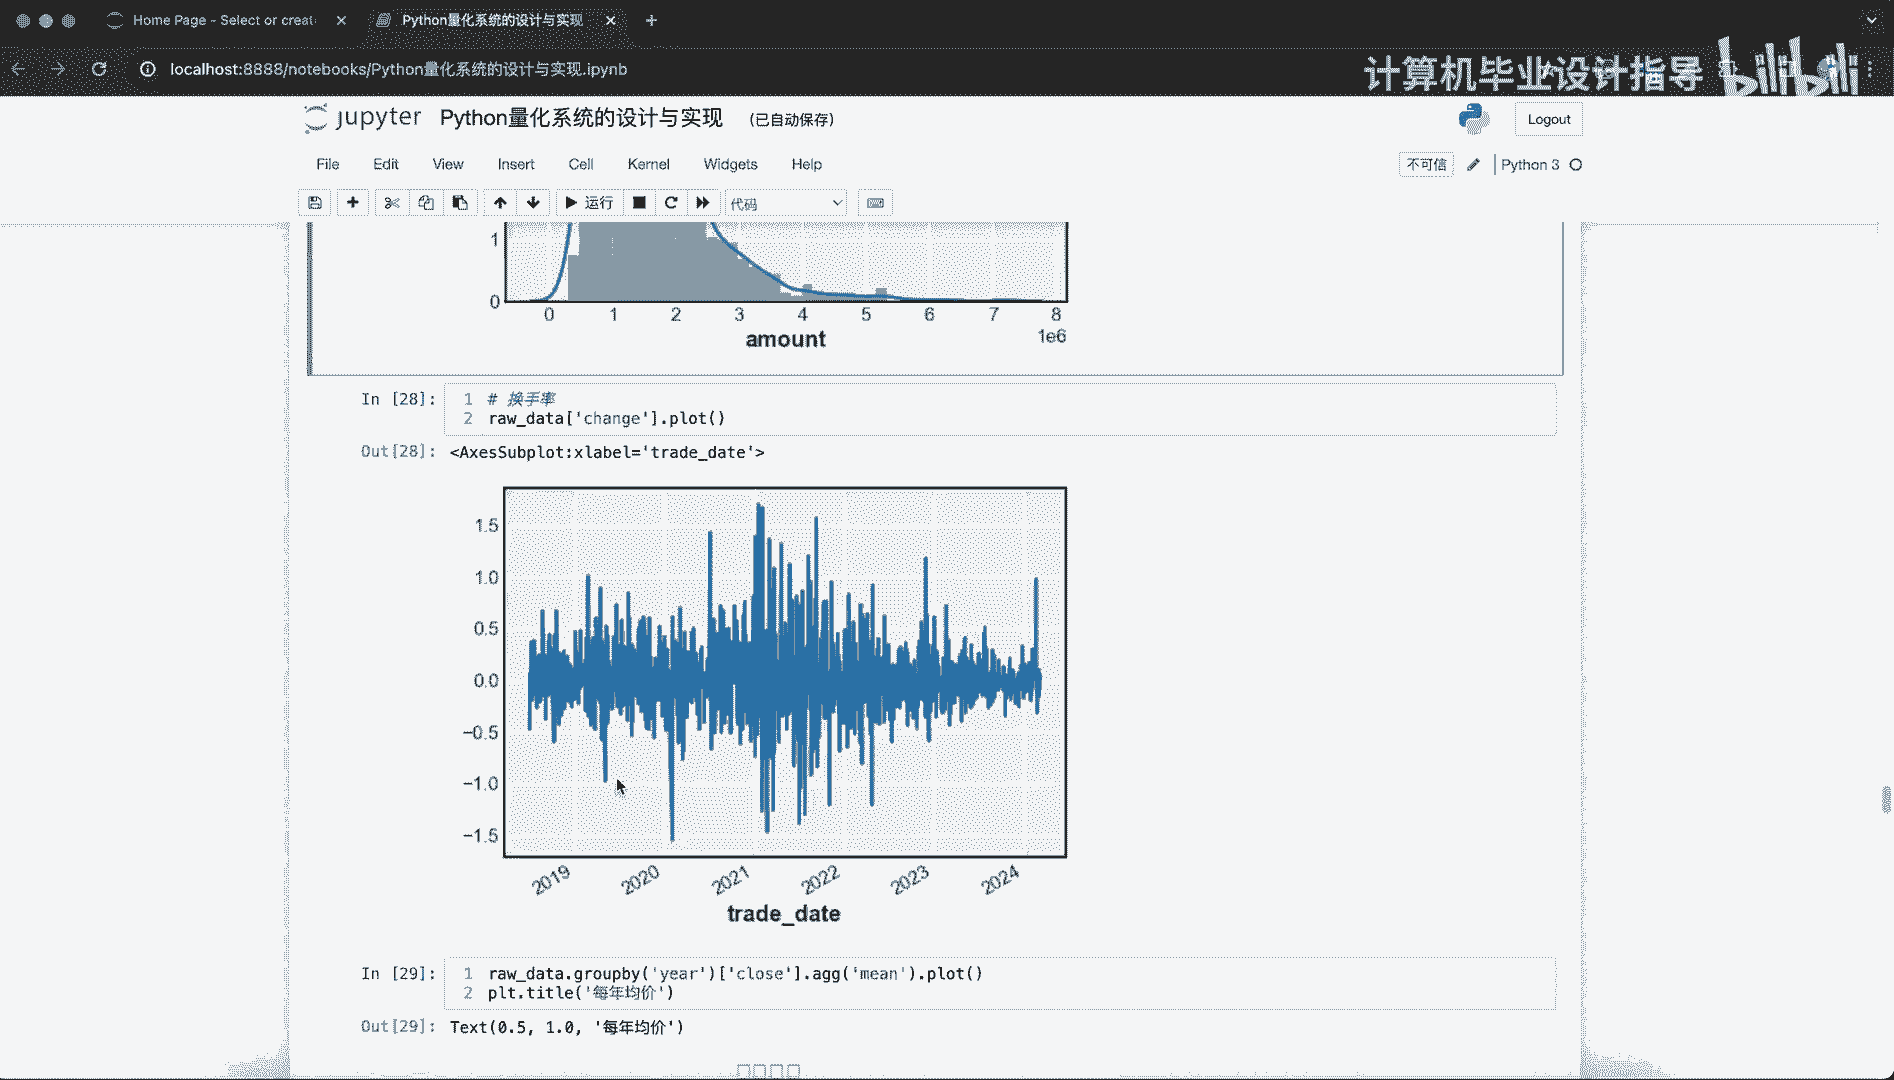 Home Page - Select or creat
Python量化系统的设计与实现
localhost:8888/notebooks/Python量化系统的设计与实现.ipynb
计算机毕业设计指导
bilibili
jupyter
Python量化系统的设计与实现
(已自动保存)
Logout
File
Edit
View
Insert
Cell
Kernel
Widgets
Help
不可信
Python 3
运行
代码
1
0
0 1 2 3 4 5 6 7 8
1e6
amount
In [28]:
1 # 换手率
2 raw_data['change'].plot()
Out[28]: <AxesSubplot:xlabel='trade_date'>
1.5
1.0
0.5
0.0
−0.5
−1.0
−1.5
2019 2020 2021 2022 2023 2024
trade_date
In [29]:
1 raw_data.groupby('year')['close'].agg('mean').plot()
2 plt.title('每年均价')
Out[29]: Text(0.5, 1.0, '每年均价')